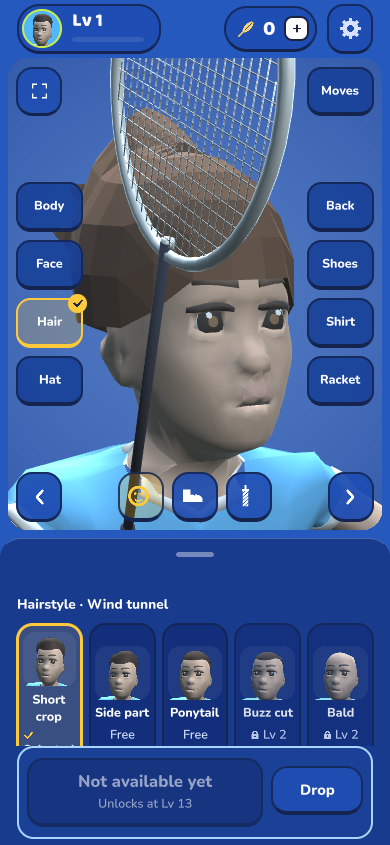 Lv 1
0
+
Moves
Body
Back
Face
Shoes
Hair
Shirt
Hat
Racket
Hairstyle · Wind tunnel
Short crop
Side part
Ponytail
Buzz cut
Bald
Free
Free
Lv 2
Lv 2
Not available yet
Unlocks at Lv 13
Drop